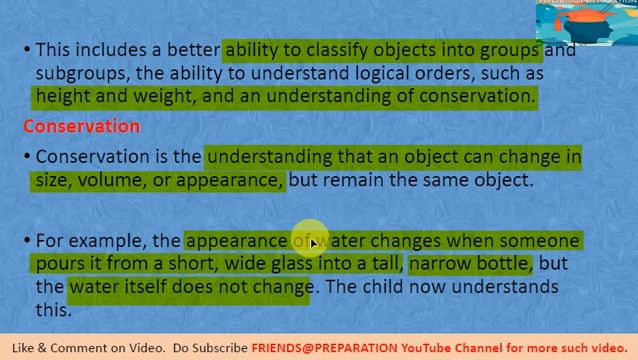 FRIENDS@PREPARATION
• This includes a better ability to classify objects into groups and
subgroups, the ability to understand logical orders, such as
height and weight, and an understanding of conservation.
Conservation
• Conservation is the understanding that an object can change in
size, volume, or appearance, but remain the same object.
• For example, the appearance of water changes when someone
pours it from a short, wide glass into a tall, narrow bottle, but
the water itself does not change. The child now understands
this.
Like & Comment on Video. Do Subscribe FRIENDS@PREPARATION YouTube Channel for more such video.